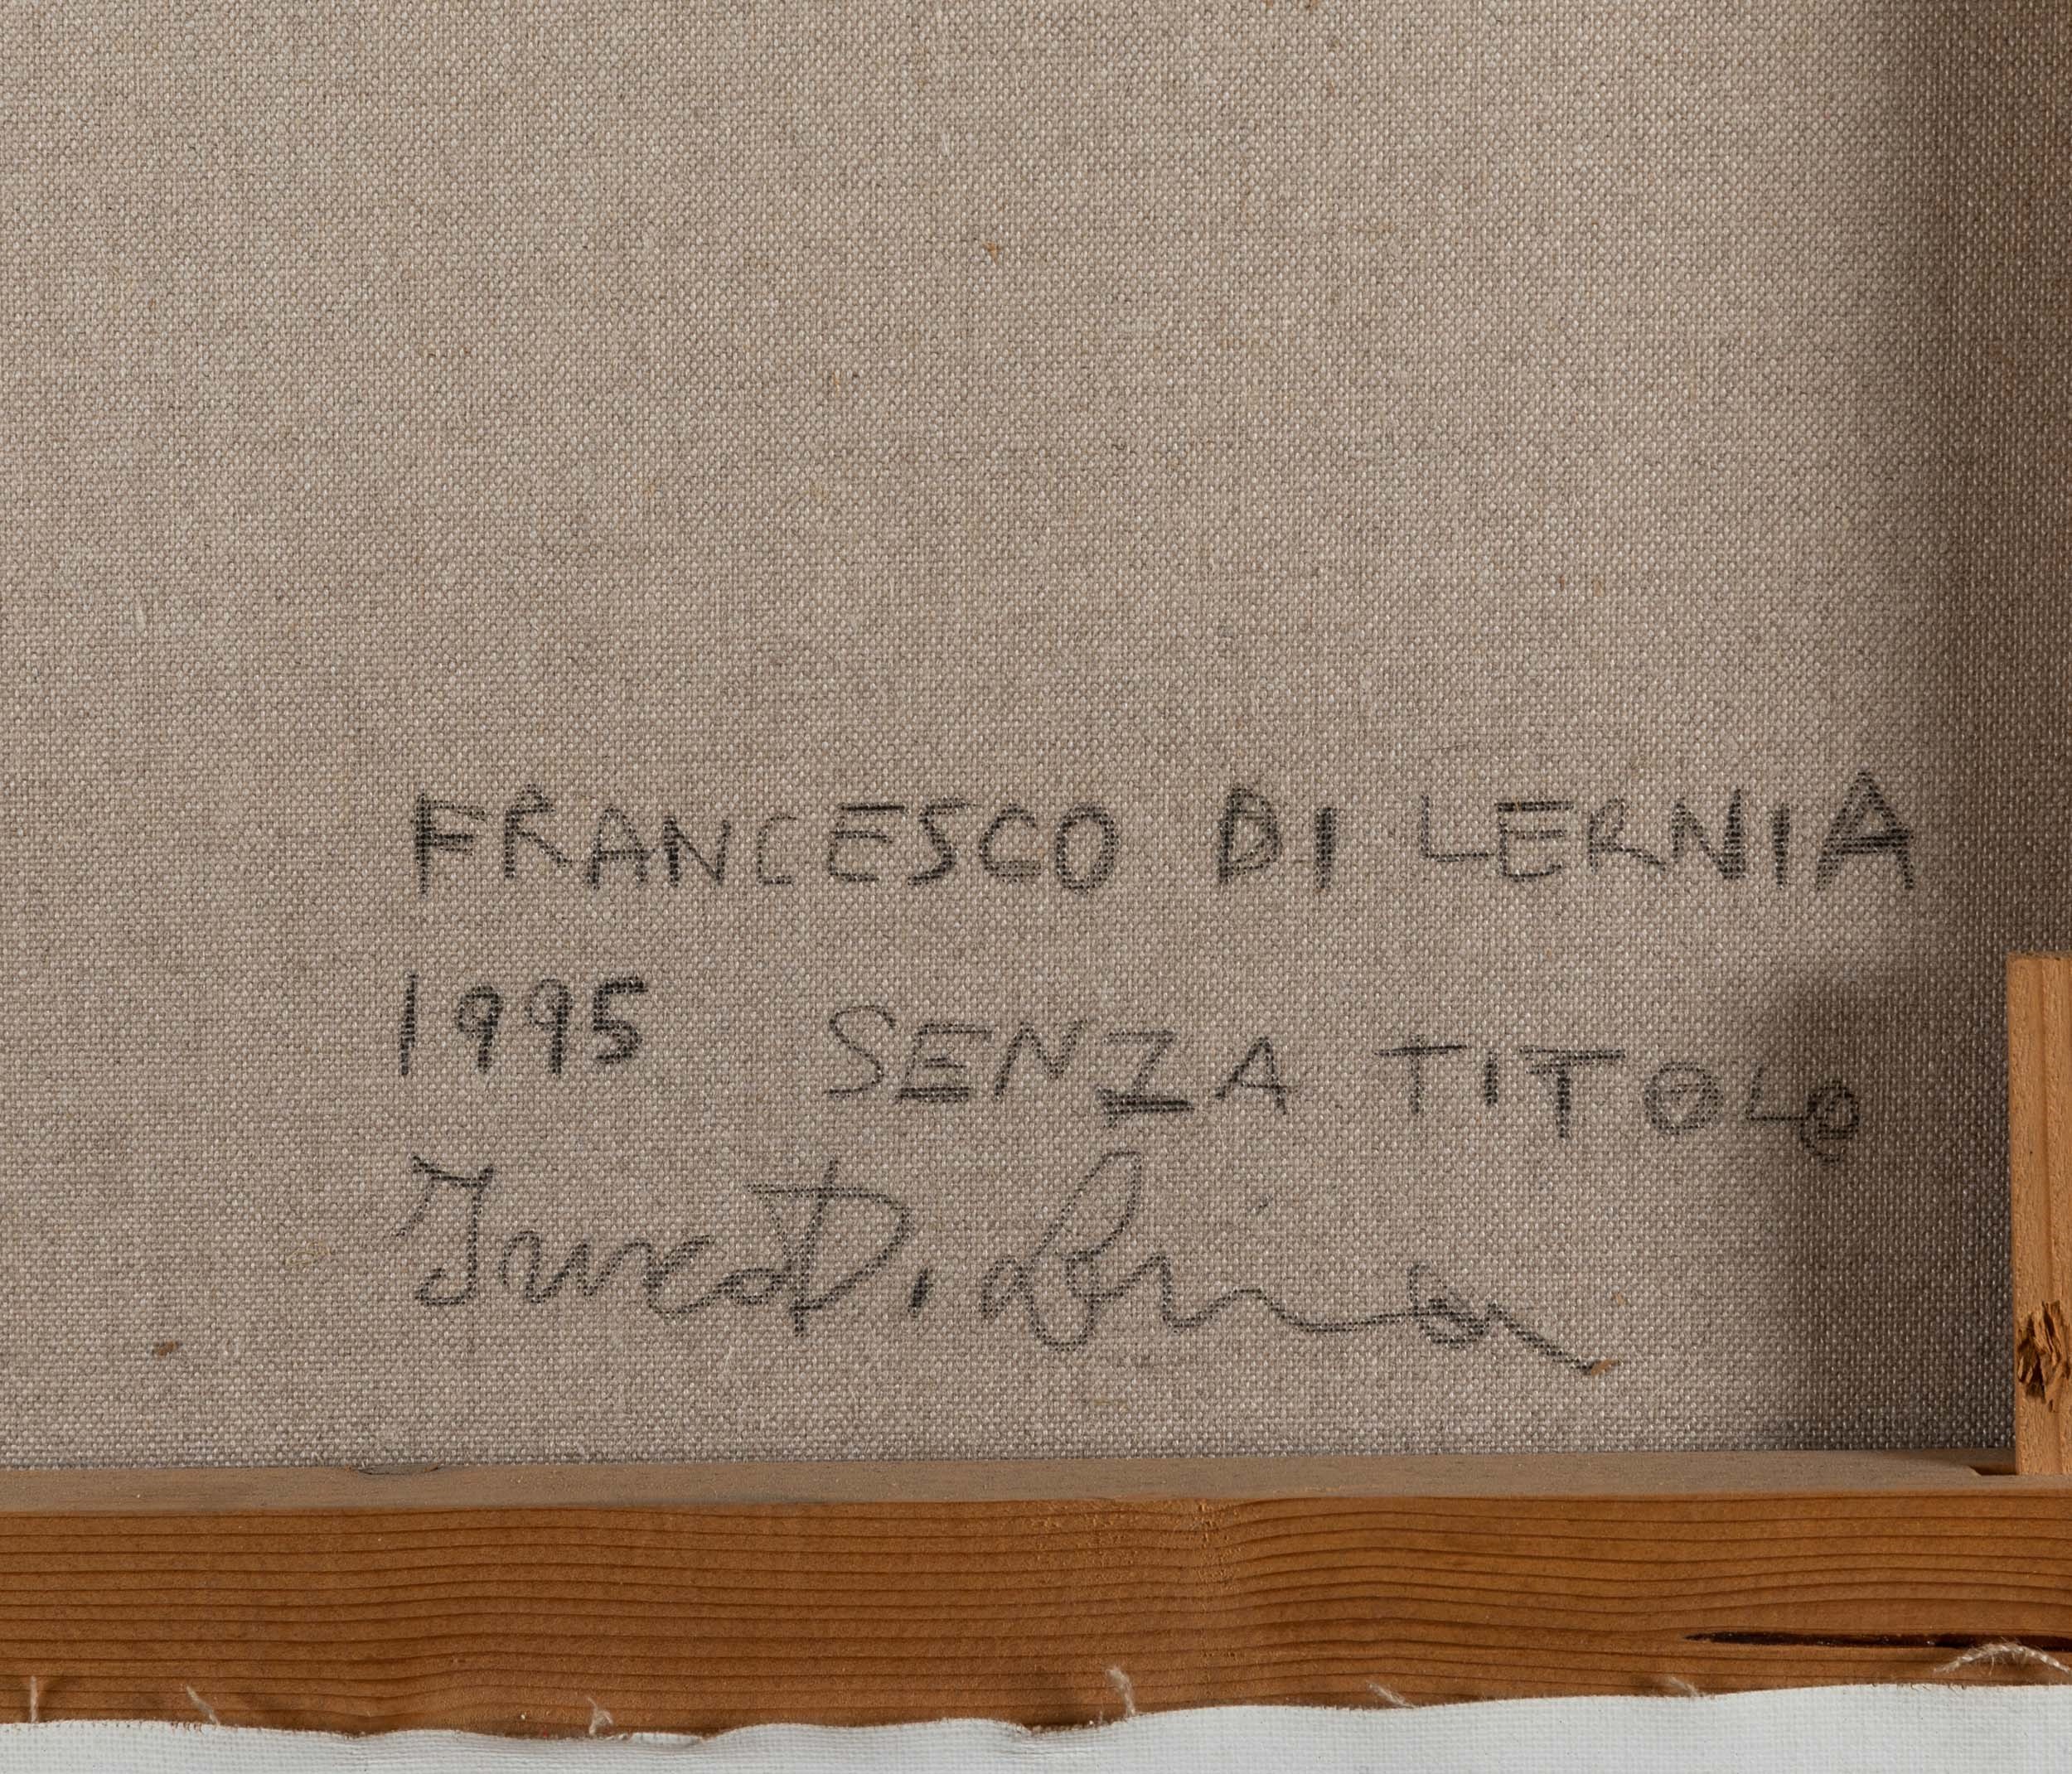 FRANCESCO DI LERNIA
1995 SENZA TITOLO